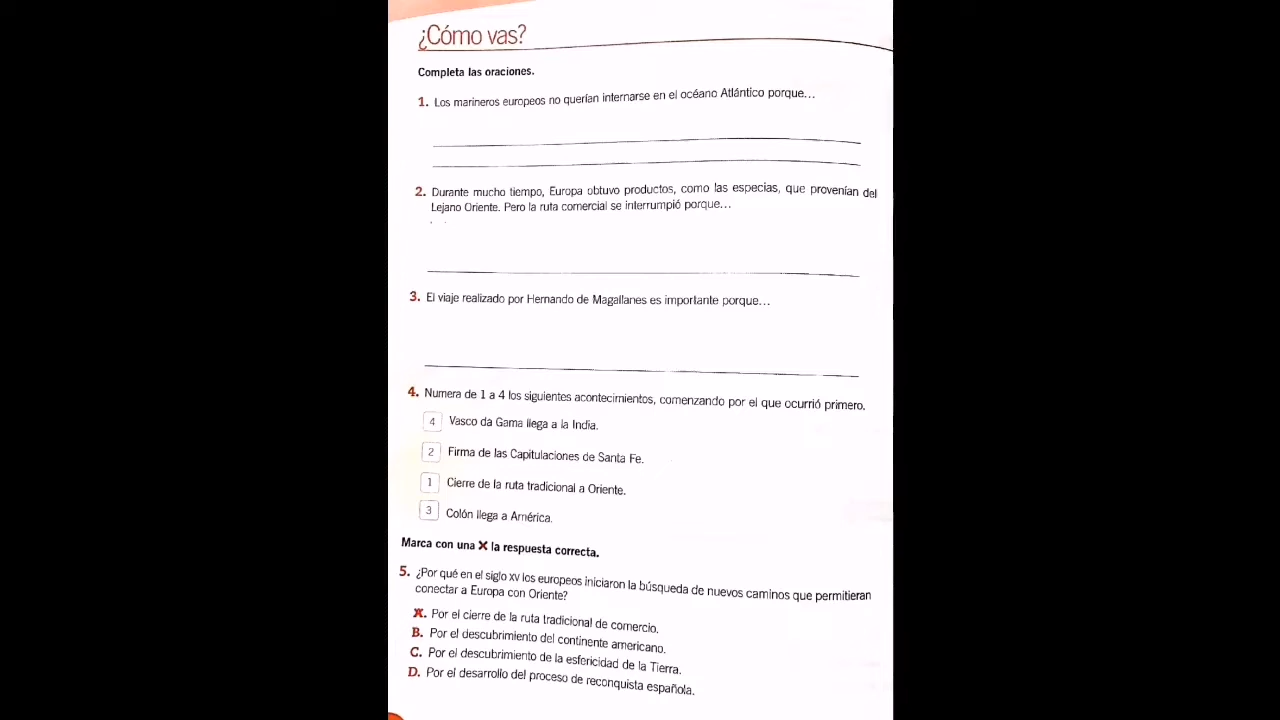 ¿Cómo vas?
Completa las oraciones.
1. Los marineros europeos no querían internarse en el océano Atlántico porque...
2. Durante mucho tiempo, Europa obtuvo productos, como las especias, que provenían del
Lejano Oriente. Pero la ruta comercial se interrumpió porque...
3. El viaje realizado por Hernando de Magallanes es importante porque...
4. Numera de 1 a 4 los siguientes acontecimientos, comenzando por el que ocurrió primero.
4 Vasco da Gama llega a la India.
2 Firma de las Capitulaciones de Santa Fe.
1 Cierre de la ruta tradicional a Oriente.
3 Colón llega a América.
Marca con una X la respuesta correcta.
5. ¿Por qué en el siglo XV los europeos iniciaron la búsqueda de nuevos caminos que permitieran
conectar a Europa con Oriente?
X. Por el cierre de la ruta tradicional de comercio.
B. Por el descubrimiento del continente americano.
C. Por el descubrimiento de la esfericidad de la Tierra.
D. Por el desarrollo del proceso de reconquista española.